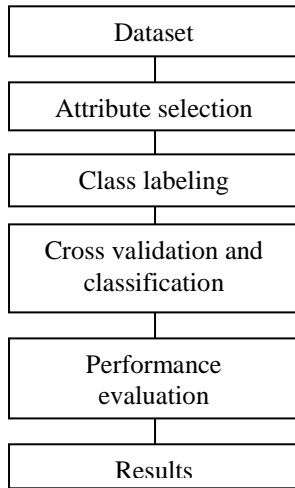 Dataset
Attribute selection
Class labeling
Cross validation and
classification
Performance
evaluation
Results